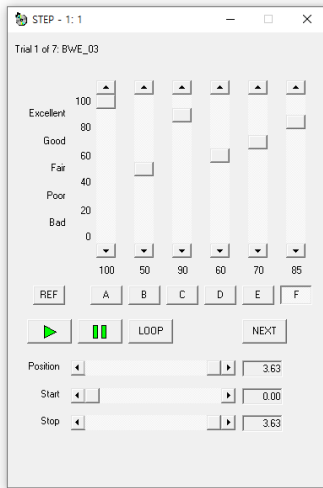 STEP - 1: 1
Trial 1 of 7: BWE_03
100
Excellent
80
Good
60
Fair
40
Poor
20
Bad
0
100 50 90 60 70 85
REF A B C D E F
LOOP NEXT
Position 3.63
Start 0.00
Stop 3.63